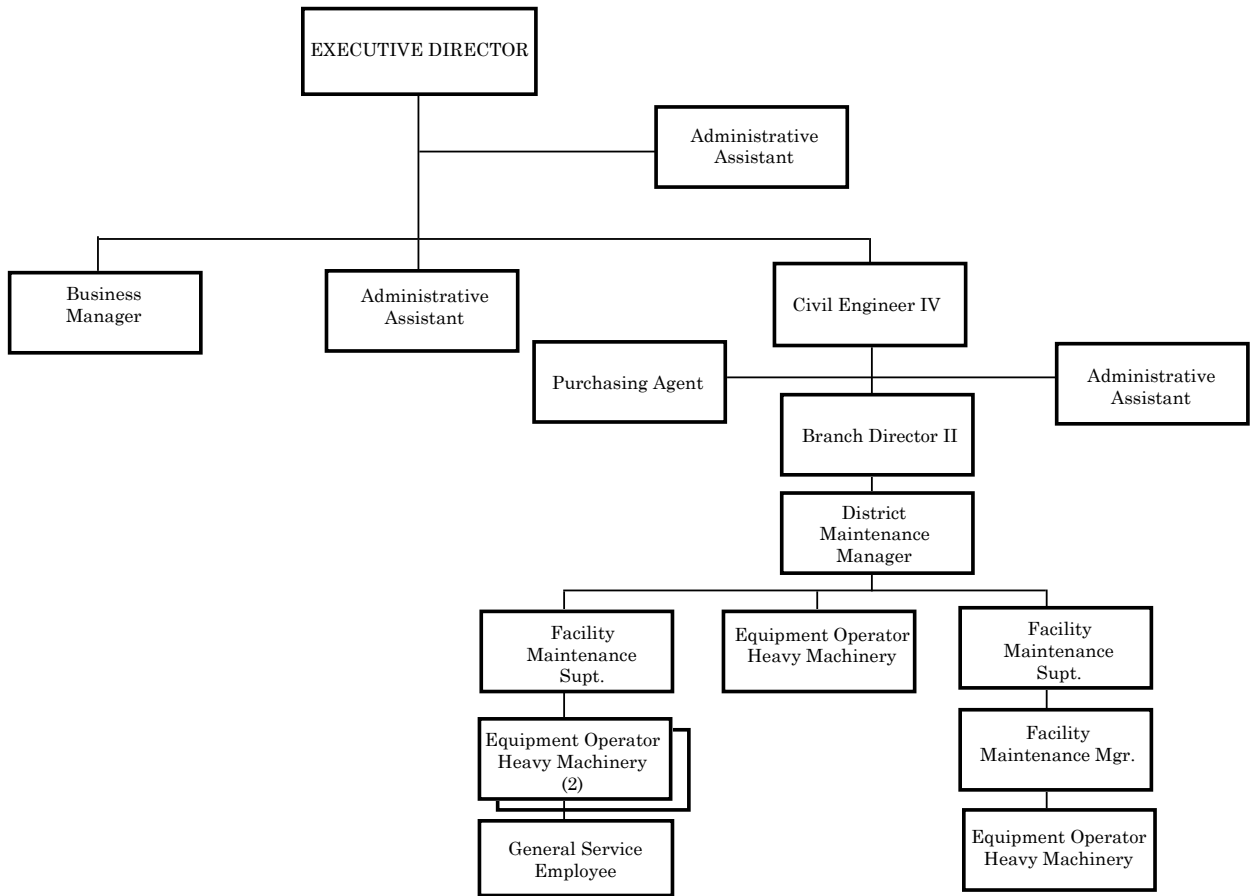 EXECUTIVE DIRECTOR
Administrative
Assistant
Business
Manager
Administrative
Assistant
Civil Engineer IV
Purchasing Agent
Administrative
Assistant
Branch Director II
District
Maintenance
Manager
Facility
Maintenance
Supt.
Equipment Operator
Heavy Machinery
Facility
Maintenance
Supt.
Equipment Operator
Heavy Machinery
(2)
Facility
Maintenance Mgr.
General Service
Employee
Equipment Operator
Heavy Machinery